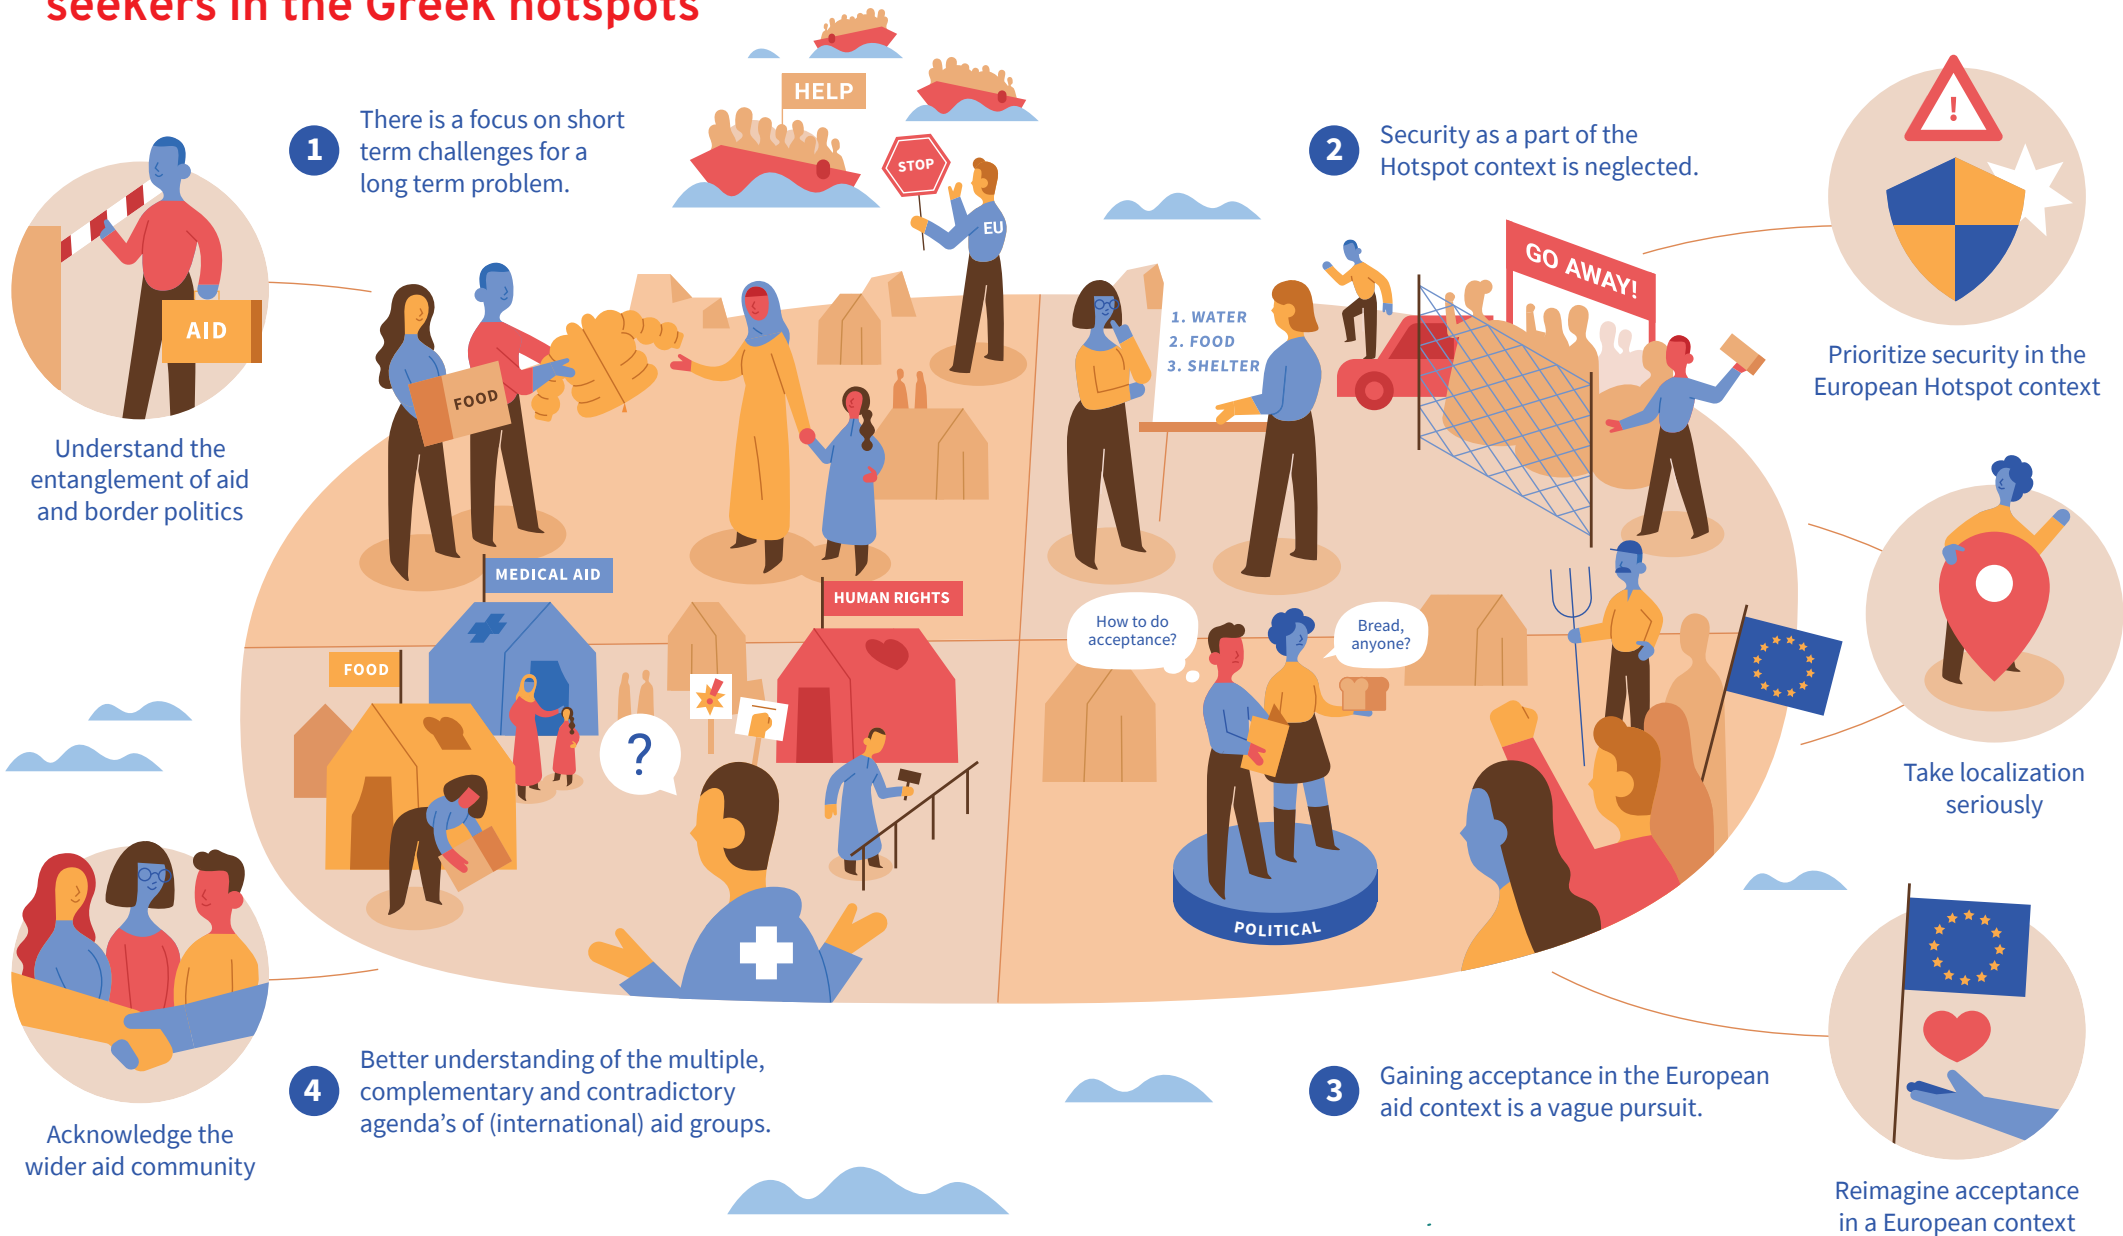 seekers in the Greek hotspots
1
There is a focus on short
term challenges for a
long term problem.
HELP
STOP
EU
2
Security as a part of the
Hotspot context is neglected.
!
AID
Understand the
entanglement of aid
and border politics
FOOD
1. WATER
2. FOOD
3. SHELTER
GO AWAY!
Prioritize security in the
European Hotspot context
MEDICAL AID
HUMAN RIGHTS
FOOD
?
How to do
acceptance?
Bread,
anyone?
POLITICAL
Take localization
seriously
4
Better understanding of the multiple,
complementary and contradictory
agenda's of (international) aid groups.
Acknowledge the
wider aid community
3
Gaining acceptance in the European
aid context is a vague pursuit.
Reimagine acceptance
in a European context